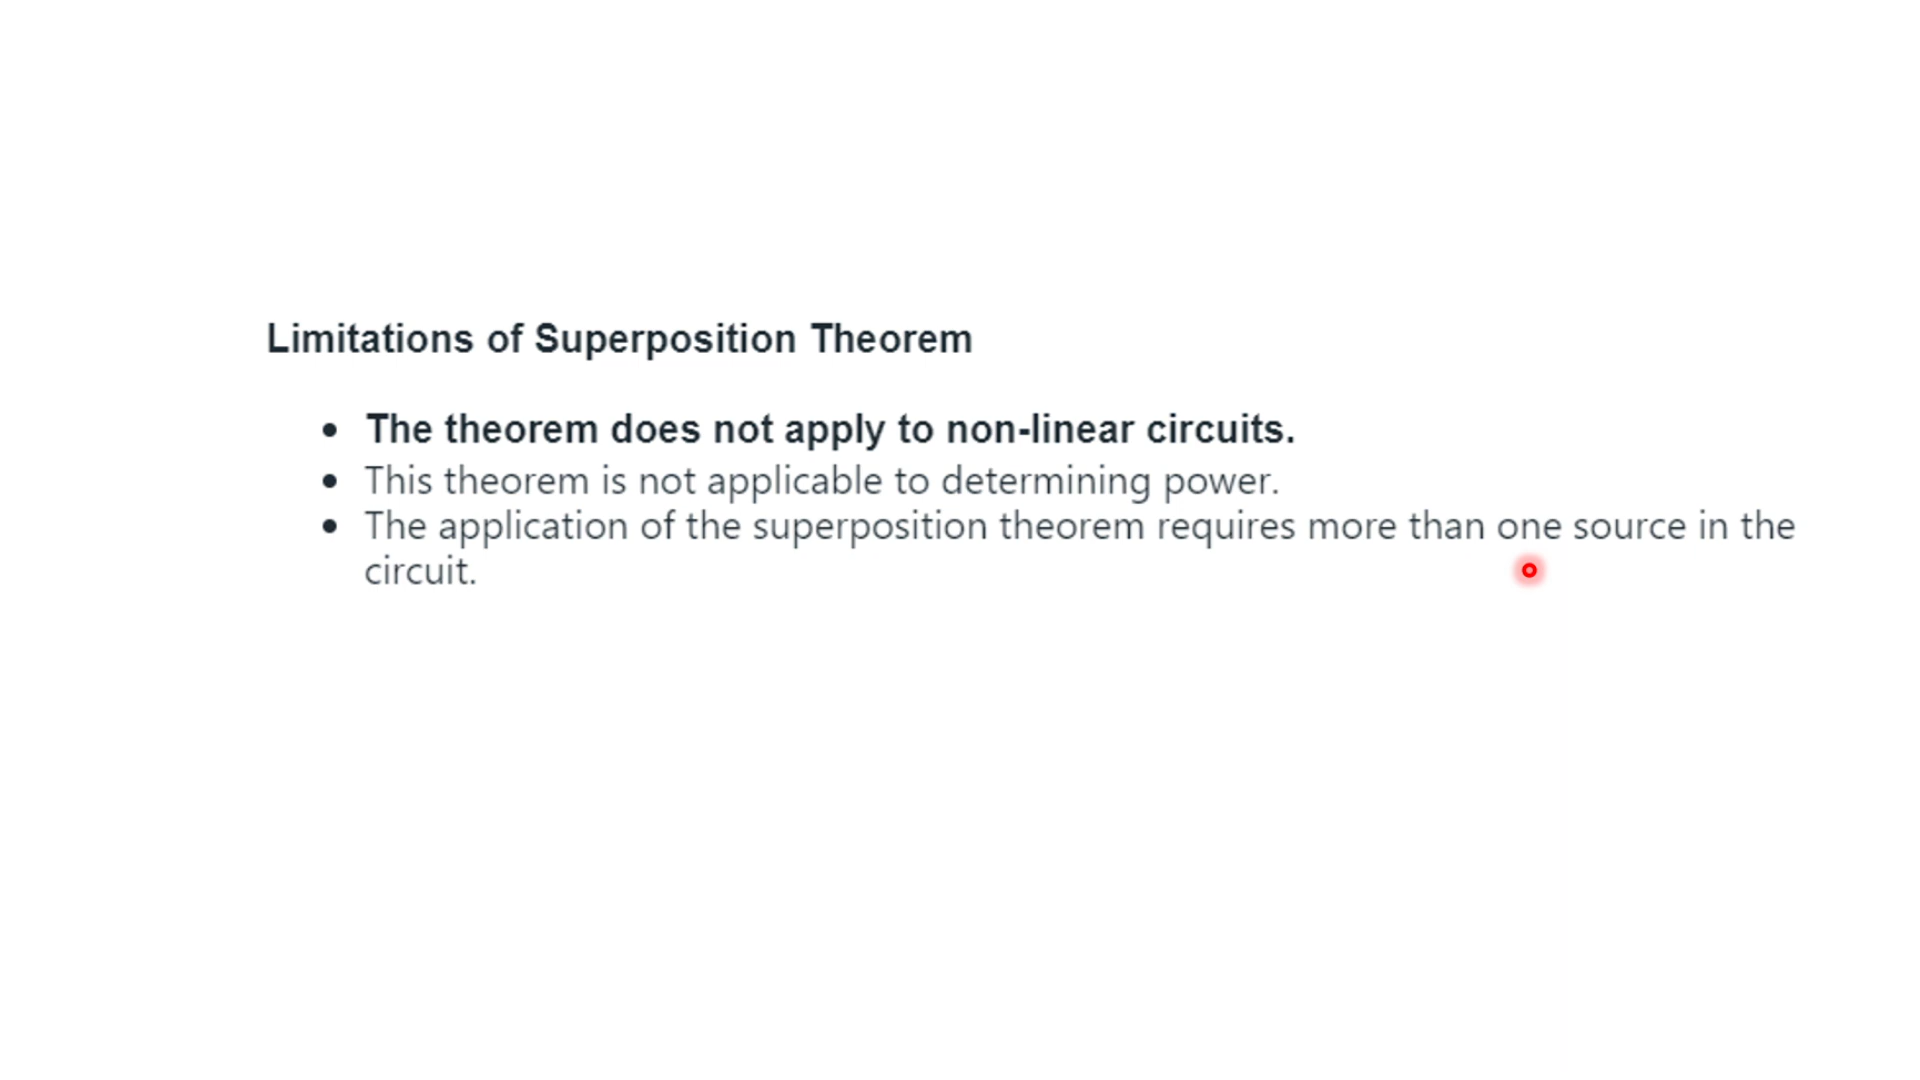 Limitations of Superposition Theorem
• The theorem does not apply to non-linear circuits.
• This theorem is not applicable to determining power.
• The application of the superposition theorem requires more than one source in the
circuit.